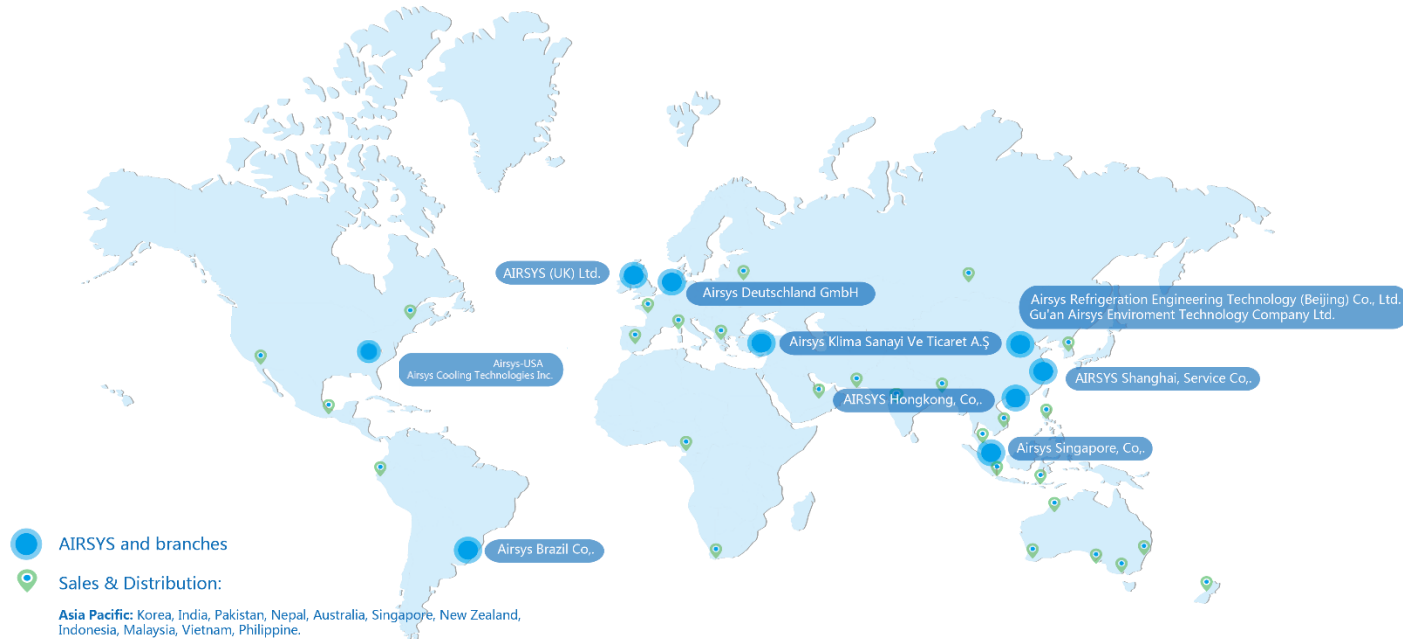 AIRSYS (UK) Ltd.
Airsys Deutschland GmbH
Airsys Refrigeration Engineering Technology (Beijing) Co., Ltd.
Gu'an Airsys Enviroment Technology Company Ltd.
Airsys Klima Sanayi Ve Ticaret A.Ş
Airsys-USA
Airsys Cooling Technologies Inc.
AIRSYS Shanghai, Service Co,.
AIRSYS Hongkong, Co,.
Airsys Singapore, Co,.
Airsys Brazil Co,.
AIRSYS and branches
Sales & Distribution:
Asia Pacific: Korea, India, Pakistan, Nepal, Australia, Singapore, New Zealand,
Indonesia, Malaysia, Vietnam, Philippine.